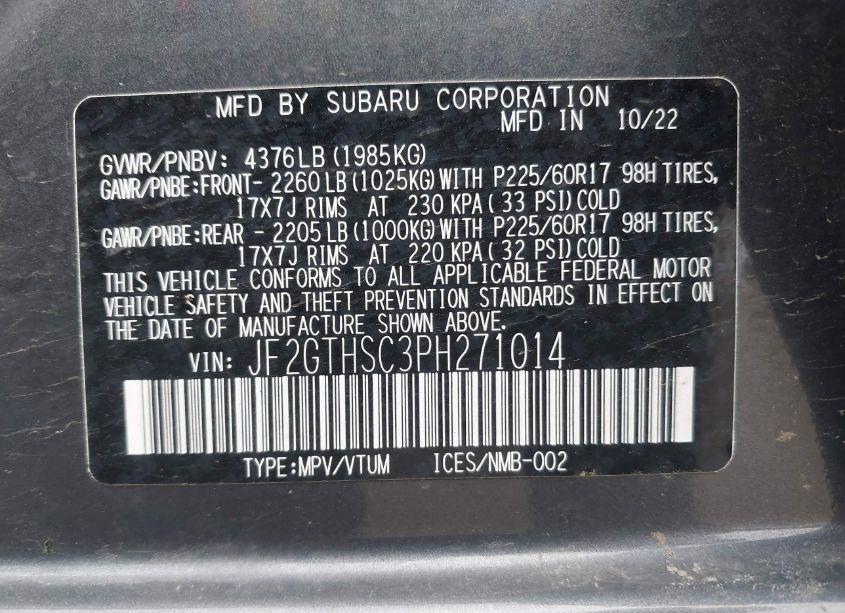 MFD BY SUBARU CORPORATION
MFD IN 10/22
GVWR/PNBV: 4376LB (1985KG)
GAWR/PNBE:FRONT- 2260LB (1025KG) WITH P225/60R17 98H TIRES,
17X7J RIMS AT 230 KPA( 33 PSI) COLD
GAWR/PNBE:REAR - 2205LB (1000KG) WITH P225/60R17 98H TIRES,
17X7J RIMS AT 220 KPA( 32 PSI) COLD
THIS VEHICLE CONFORMS TO ALL APPLICABLE FEDERAL MOTOR
VEHICLE SAFETY AND THEFT PREVENTION STANDARDS IN EFFECT ON
THE DATE OF MANUFACTURE SHOWN ABOVE.
VIN: JF2GTHSC3PH271014
TYPE:MPV/VTUM ICES/NMB-002